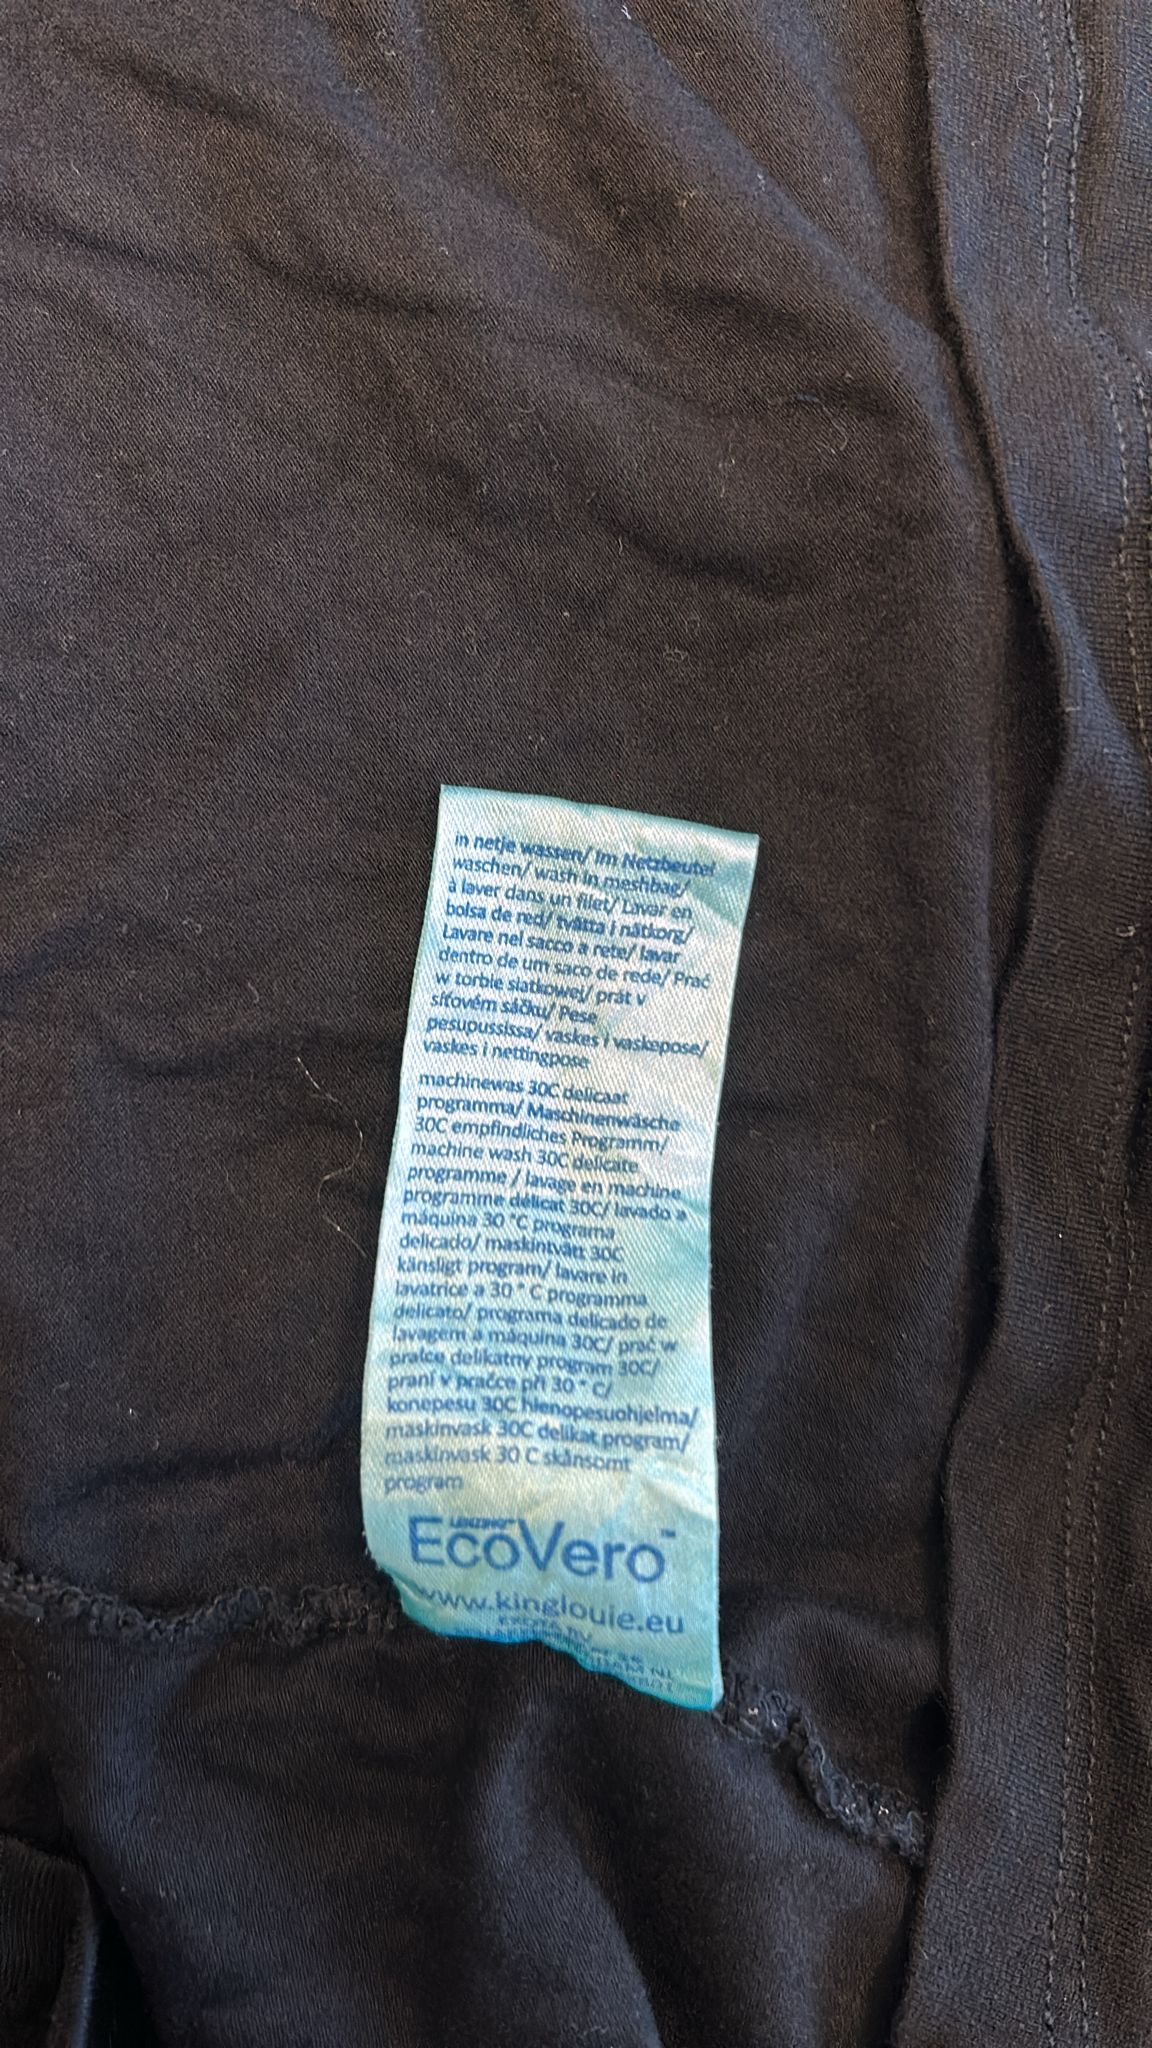 in netje wassen/ Im Netzbeutel
waschen/ wash in meshbag/
à laver dans un filet/ Lavar en
bolsa de red/ tvätta i nätkorg/
Lavare nel sacco a rete/ lavar
dentro de um saco de rede/ Prać
w torbie siatkowej/ prát v
síťovém sáčku/ Pese
pesupussissa/ vaskes i vaskepose/
vaskes i nettingpose
machinewas 30C delicaat
programma/ Maschinenwäsche
30C empfindliches Programm/
machine wash 30C delicate
programme / lavage en machine
programme délicat 30C/ lavado a
máquina 30 °C programa
delicado/ maskintvätt 30C
känsligt program/ lavare in
lavatrice a 30 ° C programma
delicato/ programa delicado de
lavagem a máquina 30C/ prać w
pralce delikatny program 30C/
praní v pračce při 30 ° C/
konepesu 30C hienopesuohjelma/
maskinvask 30C delikat program/
maskinvask 30 C skånsomt
program
LENZING™
EcoVero™
www.kinglouie.eu
EXOTA BV
NL